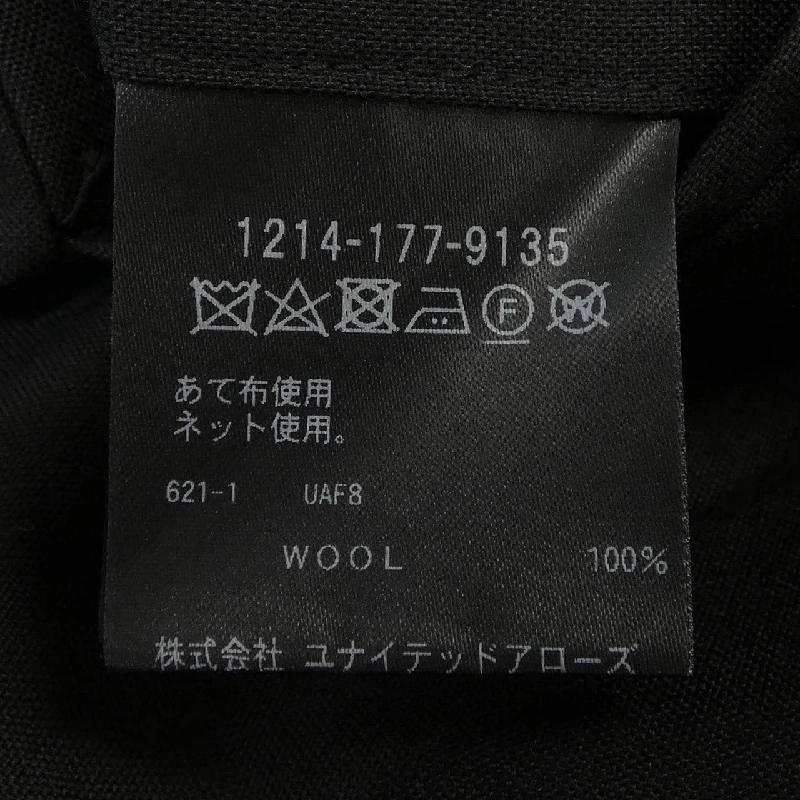 1214-177-9135
F W
あて布使用
ネット使用。
621-1 UAF8
WOOL 100%
株式会社 ユナイテッドアローズ